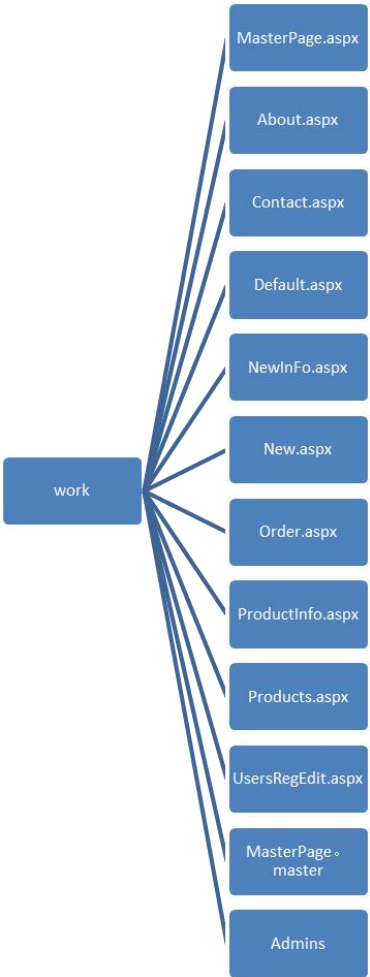 MasterPage.aspx
About.aspx
Contact.aspx
Default.aspx
NewInFo.aspx
work
New.aspx
Order.aspx
ProductInfo.aspx
Products.aspx
UsersRegEdit.aspx
MasterPage。
master
Admins